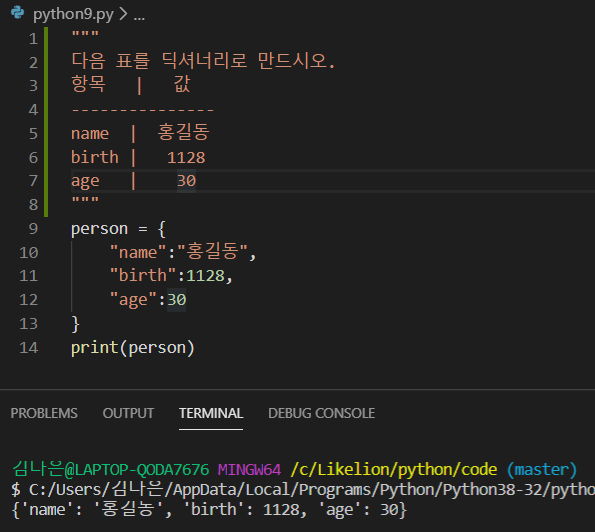 python9.py > ...
1 """
2 다음 표를 딕셔너리로 만드시오.
3 항목 | 값
4 ---------------
5 name | 홍길동
6 birth | 1128
7 age | 30
8 """
9 person = {
10 "name":"홍길동",
11 "birth":1128,
12 "age":30
13 }
14 print(person)
PROBLEMS OUTPUT TERMINAL DEBUG CONSOLE
김나은@LAPTOP-QODA7676 MINGW64 /c/Likelion/python/code (master)
$ C:/Users/김나은/AppData/Local/Programs/Python/Python38-32/pytho
{'name': '홍길동', 'birth': 1128, 'age': 30}